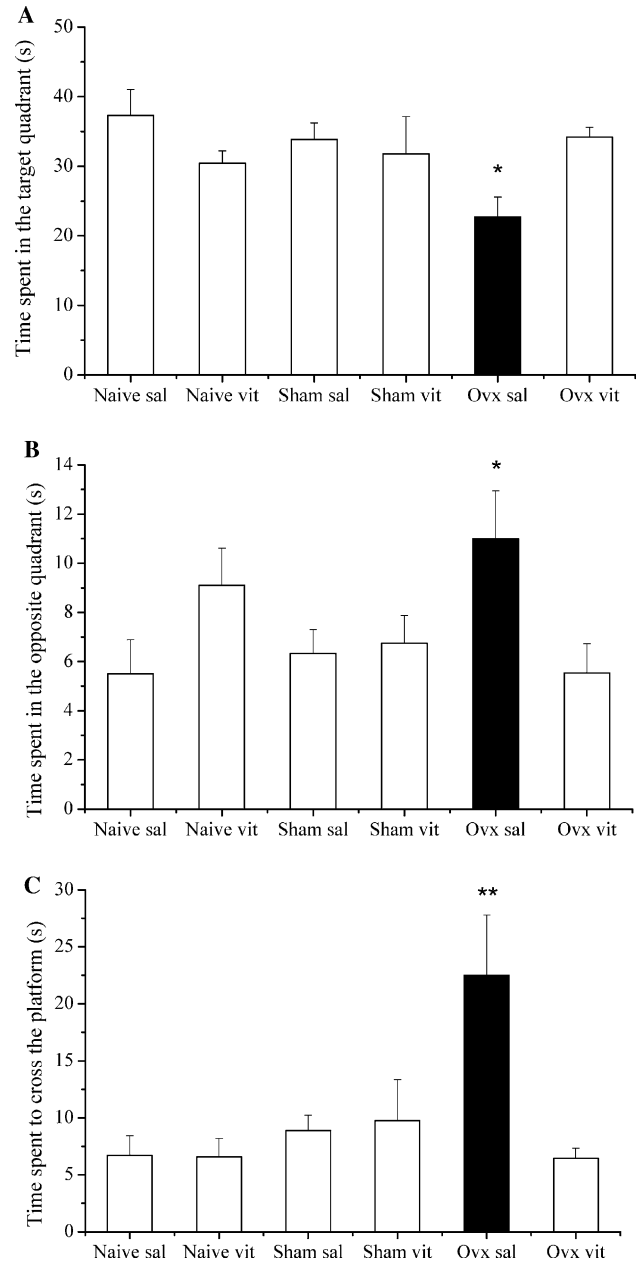 A
Time spent in the target quadrant (s)
50
40
30
20
10
0
*
Naive sal Naive vit Sham sal Sham vit Ovx sal Ovx vit
B
Time spent in the opposite quadrant (s)
14
12
10
8
6
4
2
0
*
Naive sal Naive vit Sham sal Sham vit Ovx sal Ovx vit
C
Time spent to cross the platform (s)
30
25
20
15
10
5
0
**
Naive sal Naive vit Sham sal Sham vit Ovx sal Ovx vit